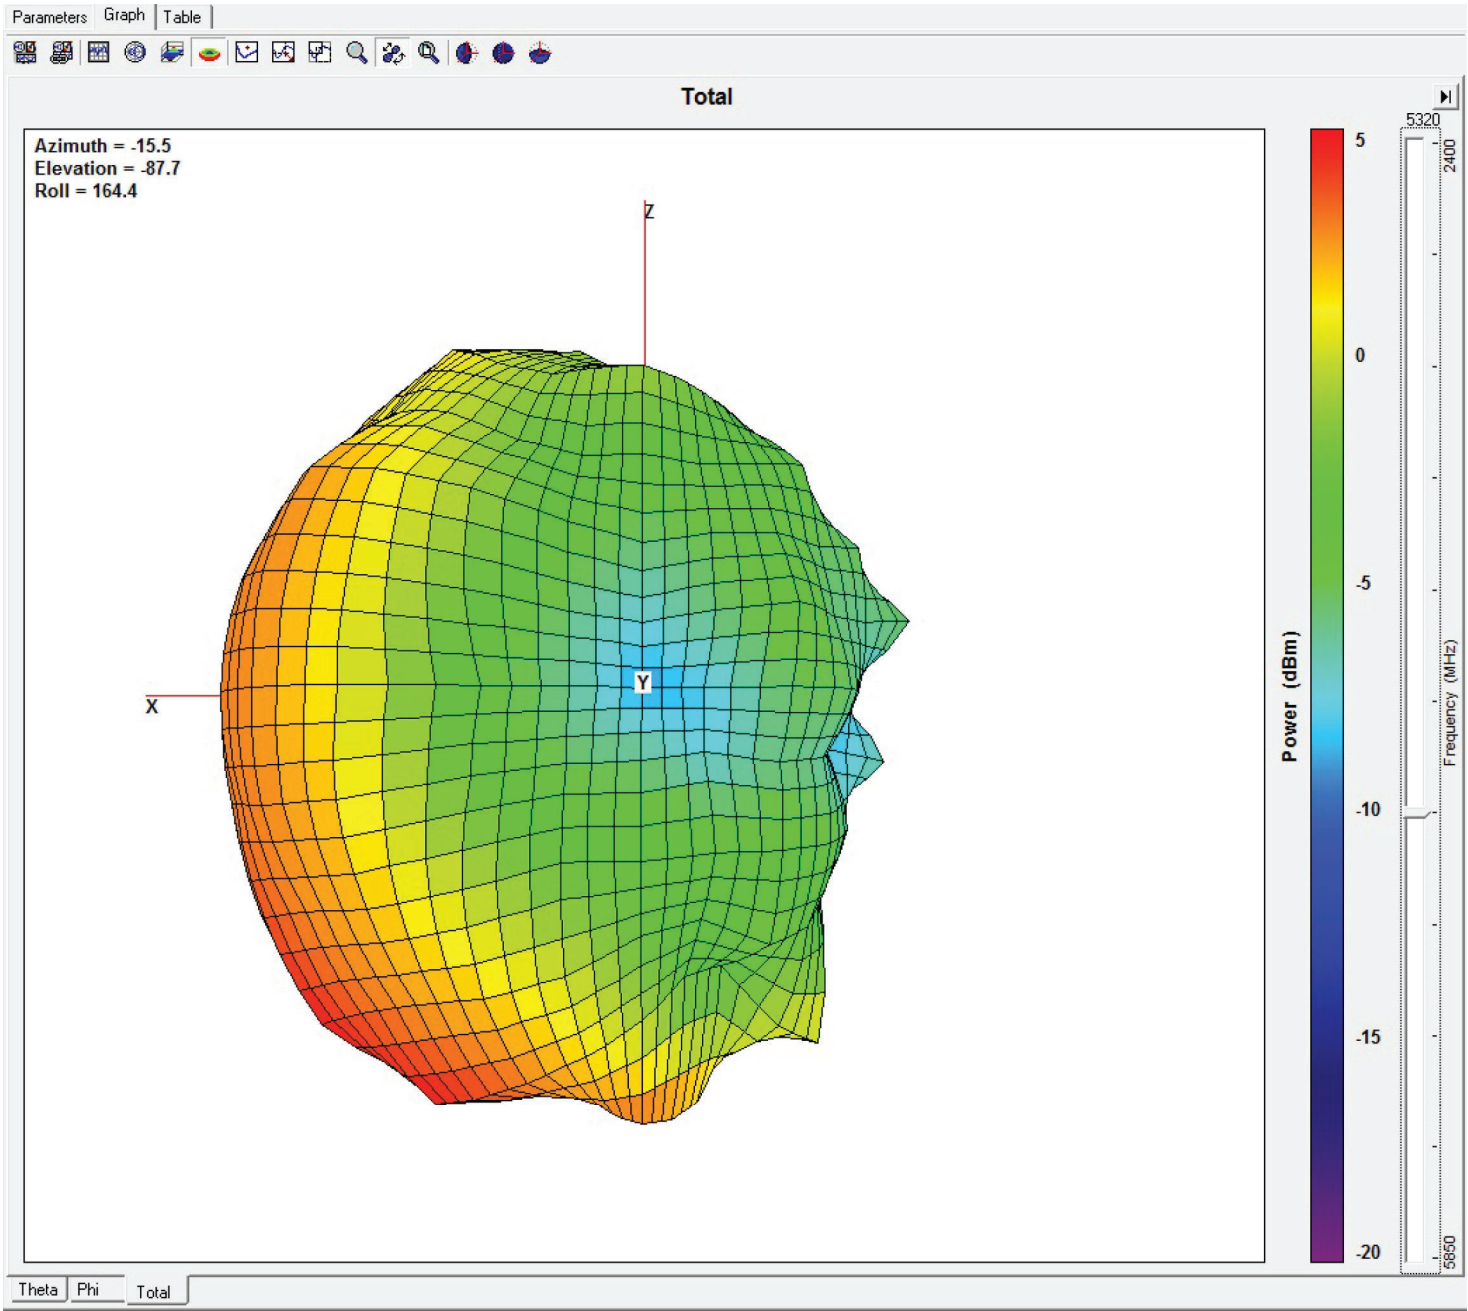 Parameters Graph Table
Total
Azimuth = -15.5
Elevation = -87.7
Roll = 164.4
Z
X
Y
5
0
-5
-10
-15
-20
Power (dBm)
5320
2400
Frequency (MHz)
5850
Theta Phi Total